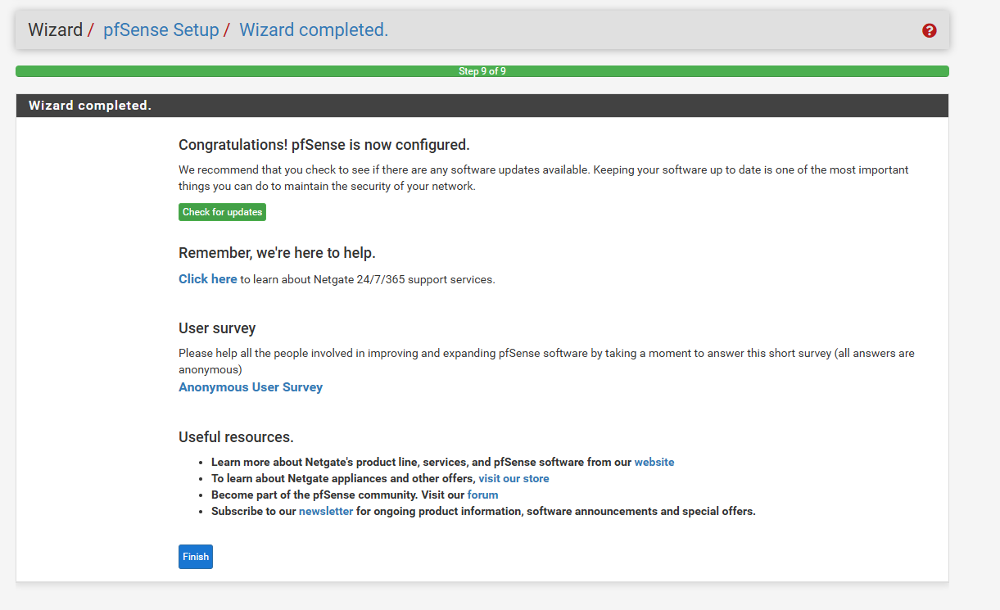 Wizard / pfSense Setup / Wizard completed.
Step 9 of 9
Wizard completed.
Congratulations! pfSense is now configured.
We recommend that you check to see if there are any software updates available. Keeping your software up to date is one of the most important
things you can do to maintain the security of your network.
Check for updates
Remember, we're here to help.
Click here to learn about Netgate 24/7/365 support services.
User survey
Please help all the people involved in improving and expanding pfSense software by taking a moment to answer this short survey (all answers are
anonymous)
Anonymous User Survey
Useful resources.
• Learn more about Netgate's product line, services, and pfSense software from our website
• To learn about Netgate appliances and other offers, visit our store
• Become part of the pfSense community. Visit our forum
• Subscribe to our newsletter for ongoing product information, software announcements and special offers.
Finish